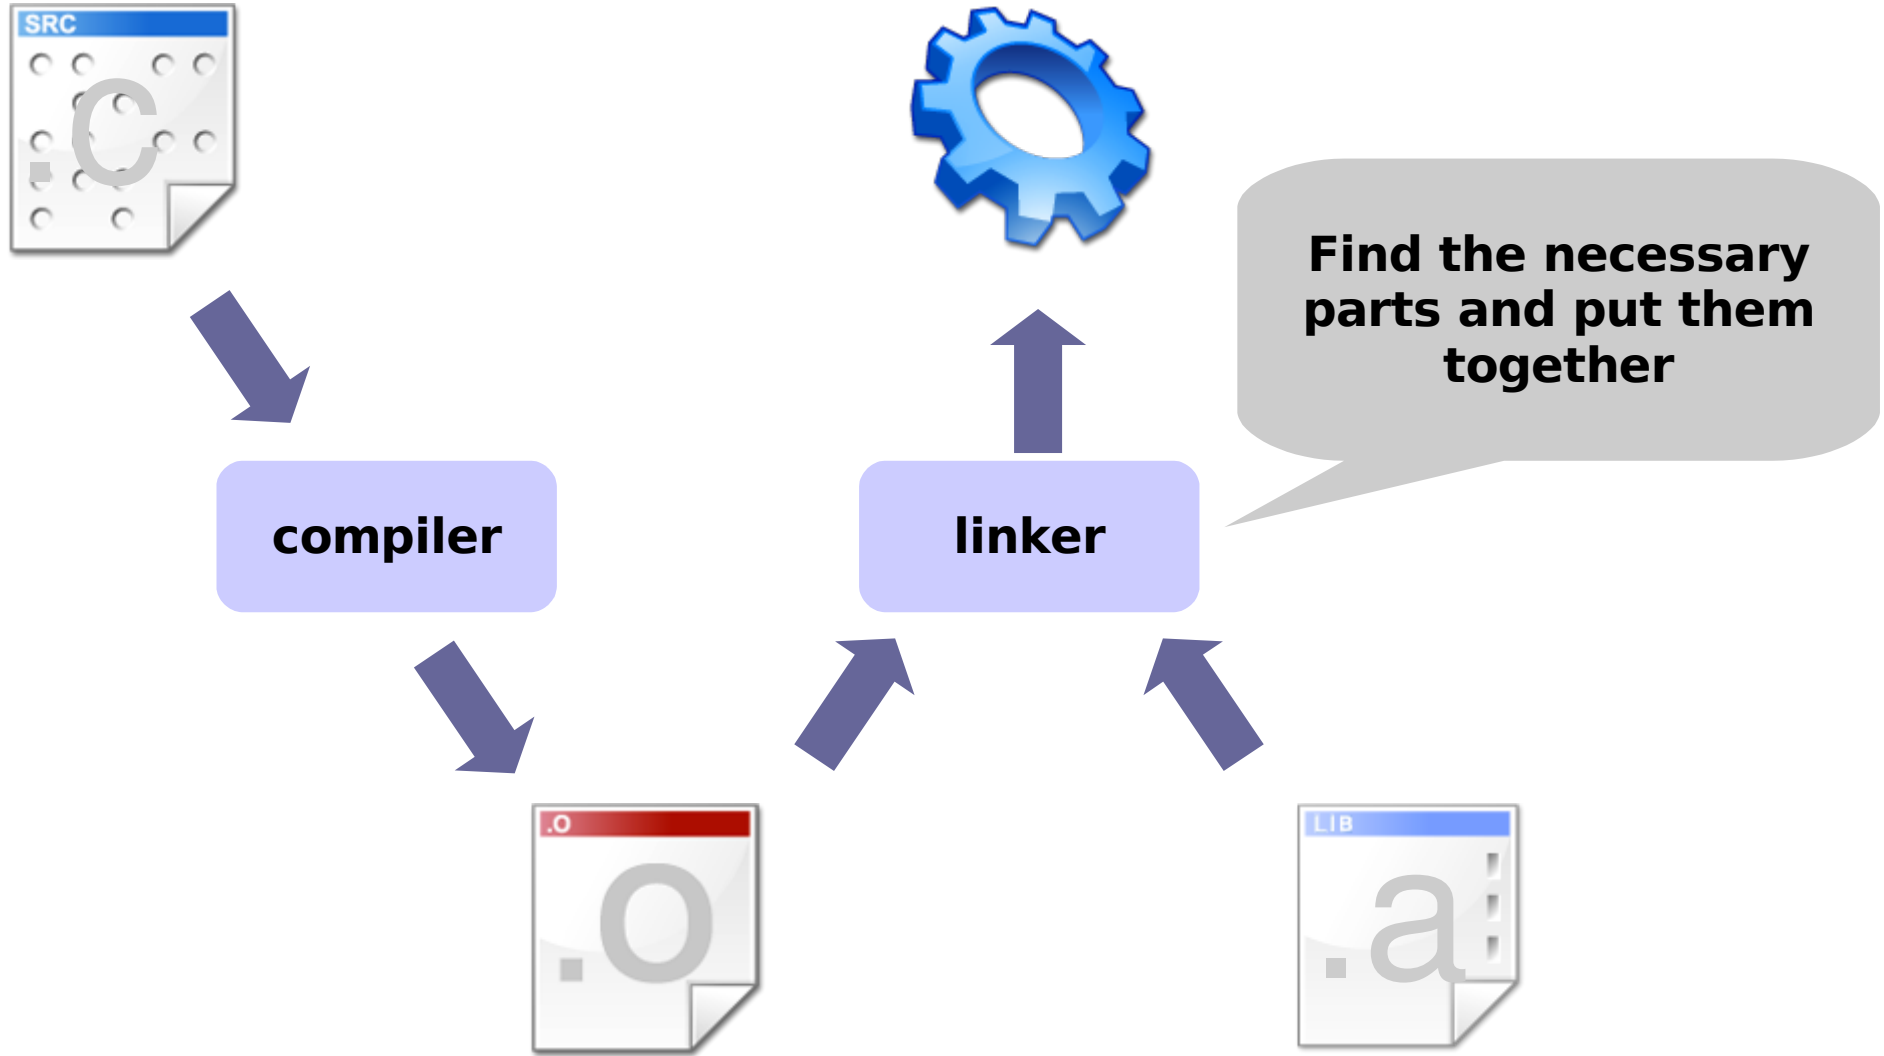 SRC
.c
Find the necessary
parts and put them
together
compiler
linker
.O
.o
LIB
.a